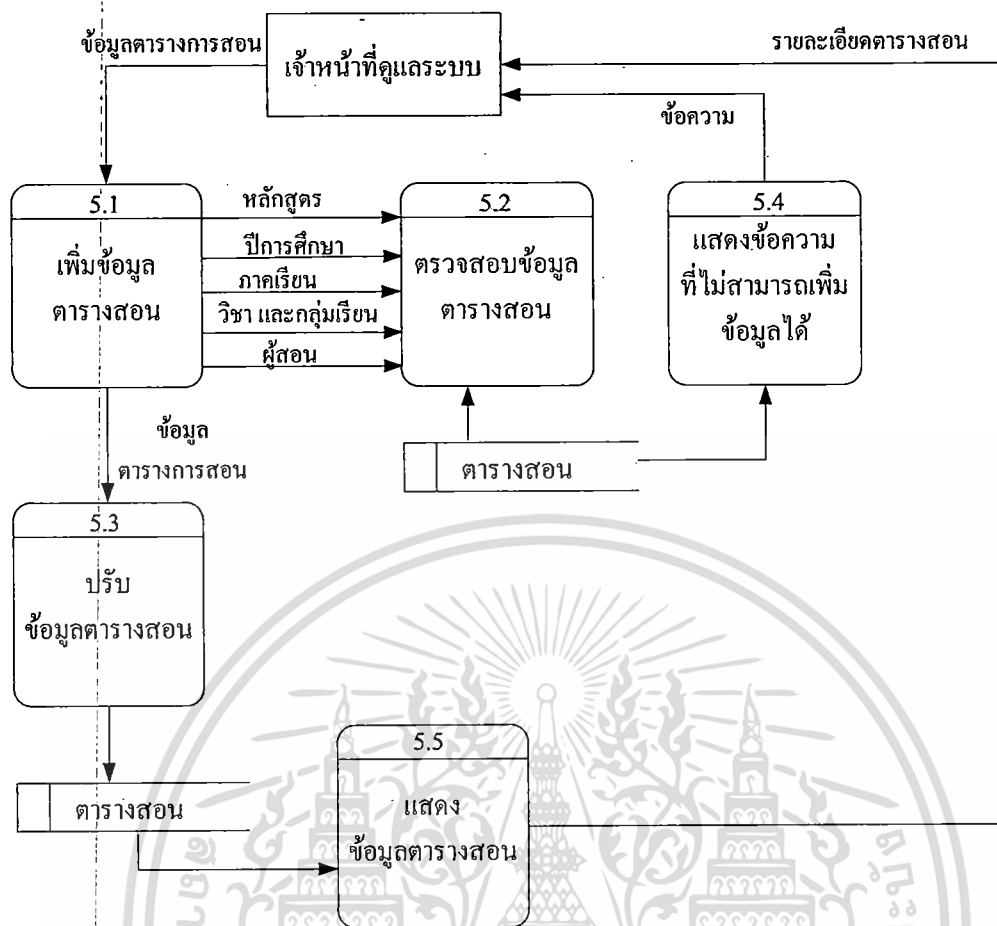 ข้อมูลตารางการสอน
เจ้าหน้าที่ดูแลระบบ
รายละเอียดตารางสอน
ข้อความ
5.1
เพิ่มข้อมูล
ตารางสอน
หลักสูตร
ปีการศึกษา
ภาคเรียน
วิชา และกลุ่มเรียน
ผู้สอน
5.2
ตรวจสอบข้อมูล
ตารางสอน
5.4
แสดงข้อความ
ที่ไม่สามารถเพิ่ม
ข้อมูลได้
ข้อมูล
ตารางการสอน
ตารางสอน
5.3
ปรับ
ข้อมูลตารางสอน
ตารางสอน
5.5
แสดง
ข้อมูลตารางสอน